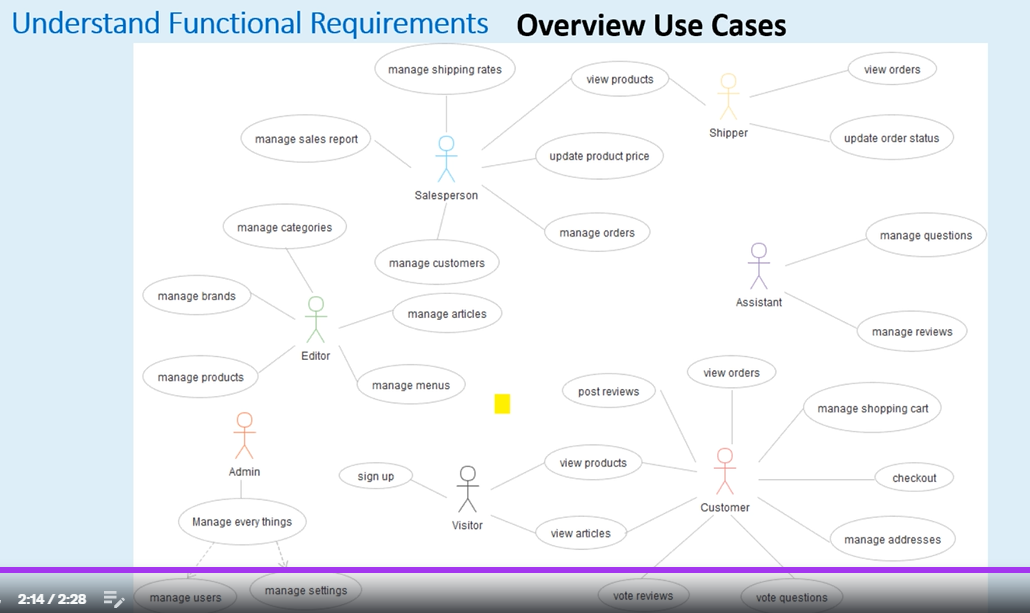 Understand Functional Requirements Overview Use Cases
manage shipping rates
view products
view orders
Shipper
manage sales report
update product price
update order status
Salesperson
manage categories
manage orders
manage questions
manage customers
manage brands
manage articles
Assistant
Editor
manage reviews
manage products
manage menus
view orders
post reviews
manage shopping cart
Admin
sign up
view products
checkout
Customer
Manage every things
Visitor
view articles
manage addresses
manage users
manage settings
vote reviews
vote questions
2:14 / 2:28